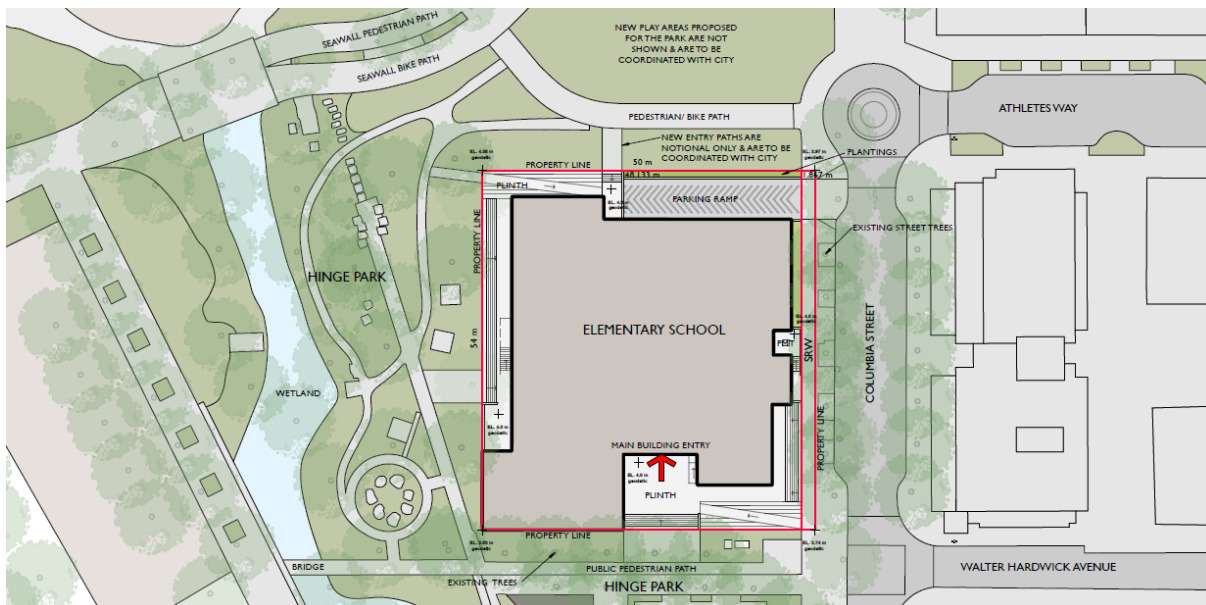 SEAWALL PEDESTRIAN PATH
SEAWALL BIKE PATH
NEW PLAY AREAS PROPOSED
FOR THE PARK ARE NOT
SHOWN & ARE TO BE
COORDINATED WITH CITY
ATHLETES WAY
PEDESTRIAN/ BIKE PATH
NEW ENTRY PATHS ARE
NOTIONAL ONLY & ARE TO BE
COORDINATED WITH CITY
PLANTINGS
PROPERTY LINE
50 m
48.133 m
PLINTH
PARKING RAMP
EXISTING STREET TREES
PROPERTY LINE
HINGE PARK
ELEMENTARY SCHOOL
54 m
SRW
COLUMBIA STREET
WETLAND
PROPERTY LINE
MAIN BUILDING ENTRY
PLINTH
PROPERTY LINE
BRIDGE
PUBLIC PEDESTRIAN PATH
EXISTING TREES
HINGE PARK
WALTER HARDWICK AVENUE